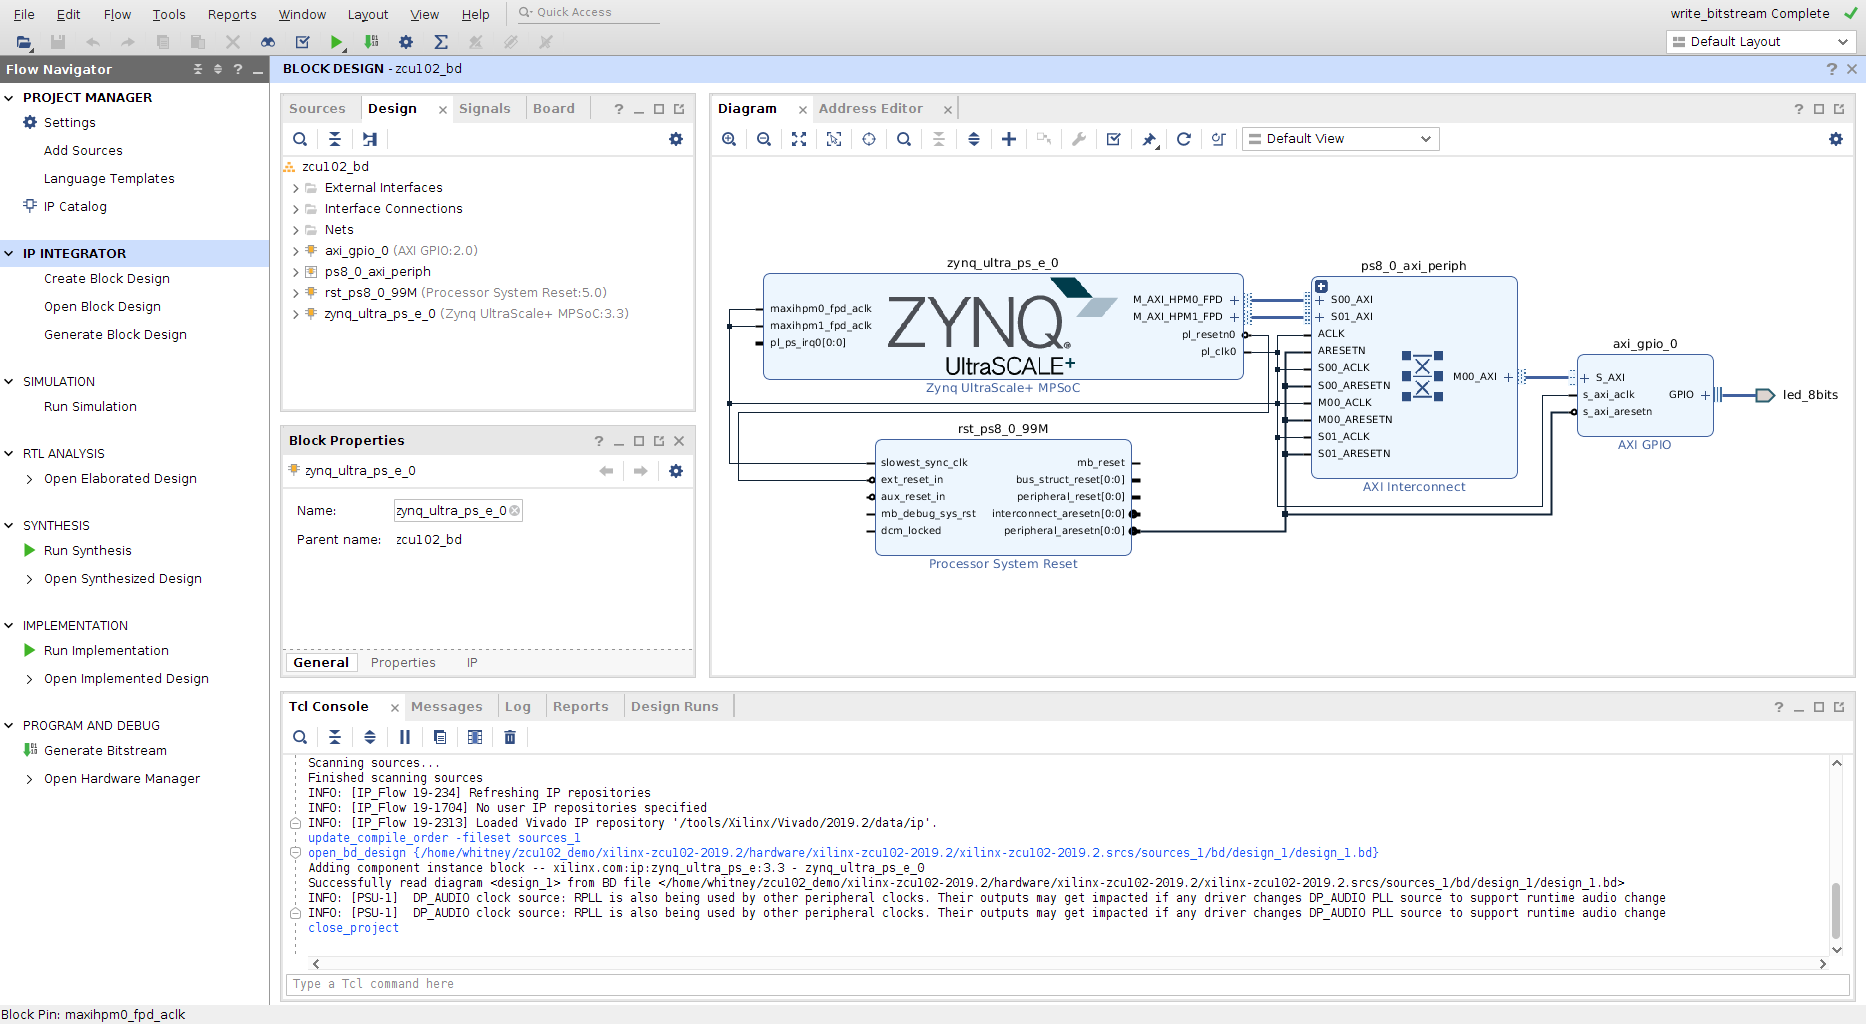 File Edit Flow Tools Reports Window Layout View Help Quick Access write_bitstream Complete
Default Layout
Flow Navigator
PROJECT MANAGER
Settings
Add Sources
Language Templates
IP Catalog
IP INTEGRATOR
Create Block Design
Open Block Design
Generate Block Design
SIMULATION
Run Simulation
RTL ANALYSIS
Open Elaborated Design
SYNTHESIS
Run Synthesis
Open Synthesized Design
IMPLEMENTATION
Run Implementation
Open Implemented Design
PROGRAM AND DEBUG
Generate Bitstream
Open Hardware Manager
BLOCK DESIGN - zcu102_bd
Sources Design Signals Board
zcu102_bd
External Interfaces
Interface Connections
Nets
axi_gpio_0 (AXI GPIO:2.0)
ps8_0_axi_periph
rst_ps8_0_99M (Processor System Reset:5.0)
zynq_ultra_ps_e_0 (Zynq UltraScale+ MPSoC:3.3)
Block Properties
zynq_ultra_ps_e_0
Name: zynq_ultra_ps_e_0
Parent name: zcu102_bd
General Properties IP
Diagram Address Editor
Default View
zynq_ultra_ps_e_0
maxihpm0_fpd_aclk
maxihpm1_fpd_aclk
pl_ps_irq0[0:0]
ZYNQ
UltraSCALE+
M_AXI_HPM0_FPD
M_AXI_HPM1_FPD
pl_resetn0
pl_clk0
Zynq UltraScale+ MPSoC
rst_ps8_0_99M
slowest_sync_clk
ext_reset_in
aux_reset_in
mb_debug_sys_rst
dcm_locked
mb_reset
bus_struct_reset[0:0]
peripheral_reset[0:0]
interconnect_aresetn[0:0]
peripheral_aresetn[0:0]
Processor System Reset
ps8_0_axi_periph
S00_AXI
S01_AXI
ACLK
ARESETN
S00_ACLK
S00_ARESETN
M00_ACLK
M00_ARESETN
S01_ACLK
S01_ARESETN
M00_AXI
AXI Interconnect
axi_gpio_0
S_AXI
s_axi_aclk
s_axi_aresetn
GPIO
AXI GPIO
led_8bits
Tcl Console Messages Log Reports Design Runs
Scanning sources...
Finished scanning sources
INFO: [IP_Flow 19-234] Refreshing IP repositories
INFO: [IP_Flow 19-1704] No user IP repositories specified
INFO: [IP_Flow 19-2313] Loaded Vivado IP repository '/tools/Xilinx/Vivado/2019.2/data/ip'.
update_compile_order -fileset sources_1
open_bd_design {/home/whitney/zcu102_demo/xilinx-zcu102-2019.2/hardware/xilinx-zcu102-2019.2/xilinx-zcu102-2019.2.srcs/sources_1/bd/design_1/design_1.bd}
Adding component instance block -- xilinx.com:ip:zynq_ultra_ps_e:3.3 - zynq_ultra_ps_e_0
Successfully read diagram <design_1> from BD file </home/whitney/zcu102_demo/xilinx-zcu102-2019.2/hardware/xilinx-zcu102-2019.2/xilinx-zcu102-2019.2.srcs/sources_1/bd/design_1/design_1.bd>
INFO: [PSU-1] DP_AUDIO clock source: RPLL is also being used by other peripheral clocks. Their outputs may get impacted if any driver changes DP_AUDIO PLL source to support runtime audio change
INFO: [PSU-1] DP_AUDIO clock source: RPLL is also being used by other peripheral clocks. Their outputs may get impacted if any driver changes DP_AUDIO PLL source to support runtime audio change
close_project
Type a Tcl command here
Block Pin: maxihpm0_fpd_aclk